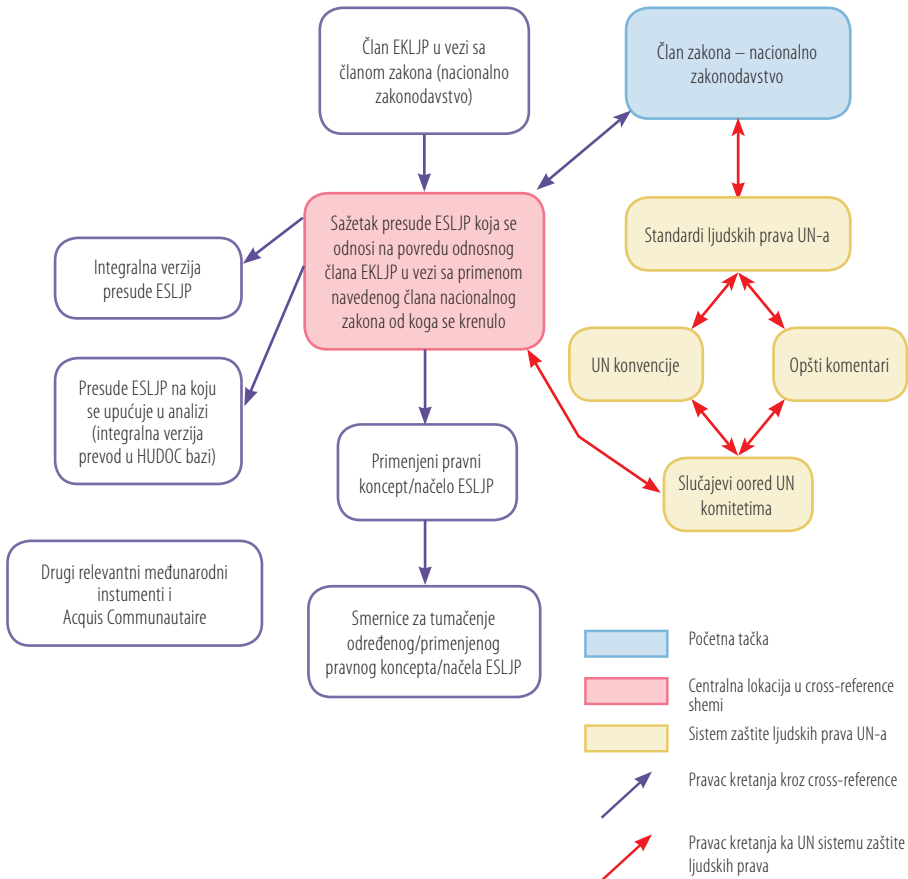 Član EKLJP u vezi sa
članom zakona (nacionalno
zakonodavstvo)
Član zakona – nacionalno
zakonodavstvo
Sažetak presude ESLJP koja se
odnosi na povredu odnosnog
člana EKLJP u vezi sa primenom
navedenog člana nacionalnog
zakona od koga se krenulo
Standardi ljudskih prava UN-a
Integralna verzija
presude ESLJP
UN konvencije
Opšti komentari
Presude ESLJP na koju
se upućuje u analizi
(integralna verzija
prevod u HUDOC bazi)
Primenjeni pravni
koncept/načelo ESLJP
Slučajevi oored UN
komitetima
Drugi relevantni međunarodni
instumenti i
Acquis Communautaire
Smernice za tumačenje
određenog/primenjenog
pravnog koncepta/načela ESLJP
Početna tačka
Centralna lokacija u cross-reference
shemi
Sistem zaštite ljudskih prava UN-a
Pravac kretanja kroz cross-reference
Pravac kretanja ka UN sistemu zaštite
ljudskih prava